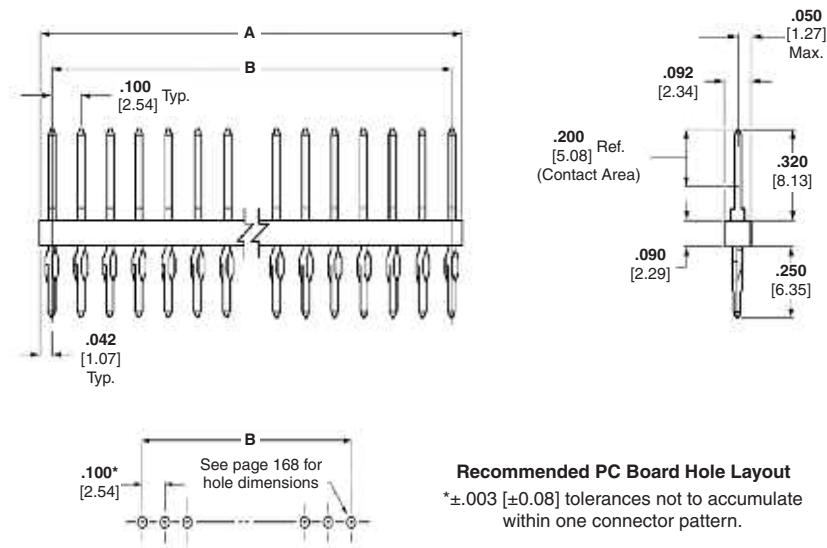 A
B
.100
[2.54] Typ.
.042
[1.07]
Typ.
.050
[1.27]
Max.
.092
[2.34]
.200
[5.08] Ref.
(Contact Area)
.320
[8.13]
.090
[2.29]
.250
[6.35]
B
.100*
[2.54]
See page 168 for
hole dimensions
Recommended PC Board Hole Layout
*±.003 [±0.08] tolerances not to accumulate
within one connector pattern.